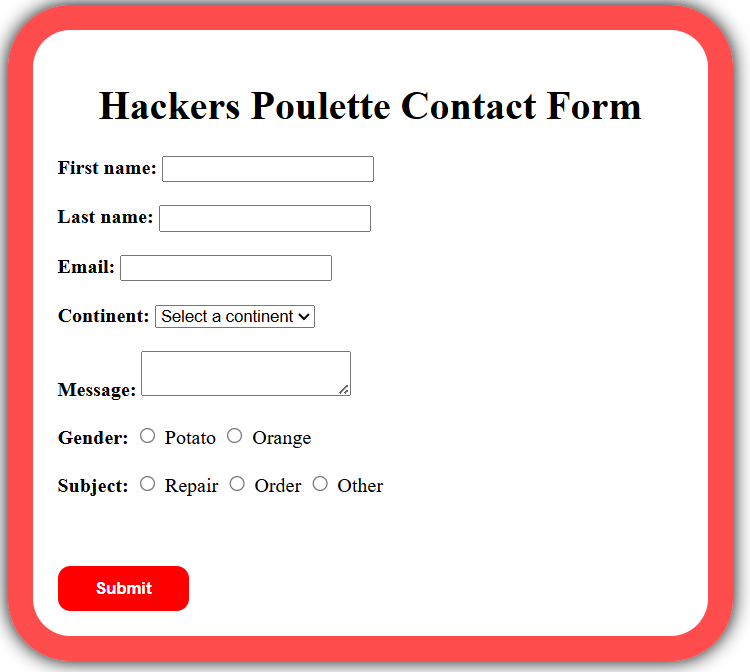 Hackers Poulette Contact Form
First name:
Last name:
Email:
Continent: Select a continent
Message:
Gender: Potato Orange
Subject: Repair Order Other
Submit